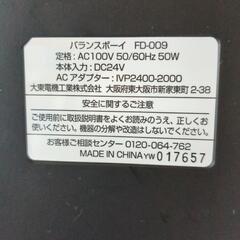 バランスボーイ FD-009
定格：AC100V 50/60Hz 50W
本体入力：DC24V
ACアダプター：IVP2400-2000
大東電機工業株式会社 大阪府東大阪市新家東町2-38
安全に関するご注意
ご使用の前に取扱説明書をよくお読みのうえ、正しくお使
いください。機器の分解や改造はしないでください。
お客様ご相談センター 0120-064-762
MADE IN CHINA YW 017657